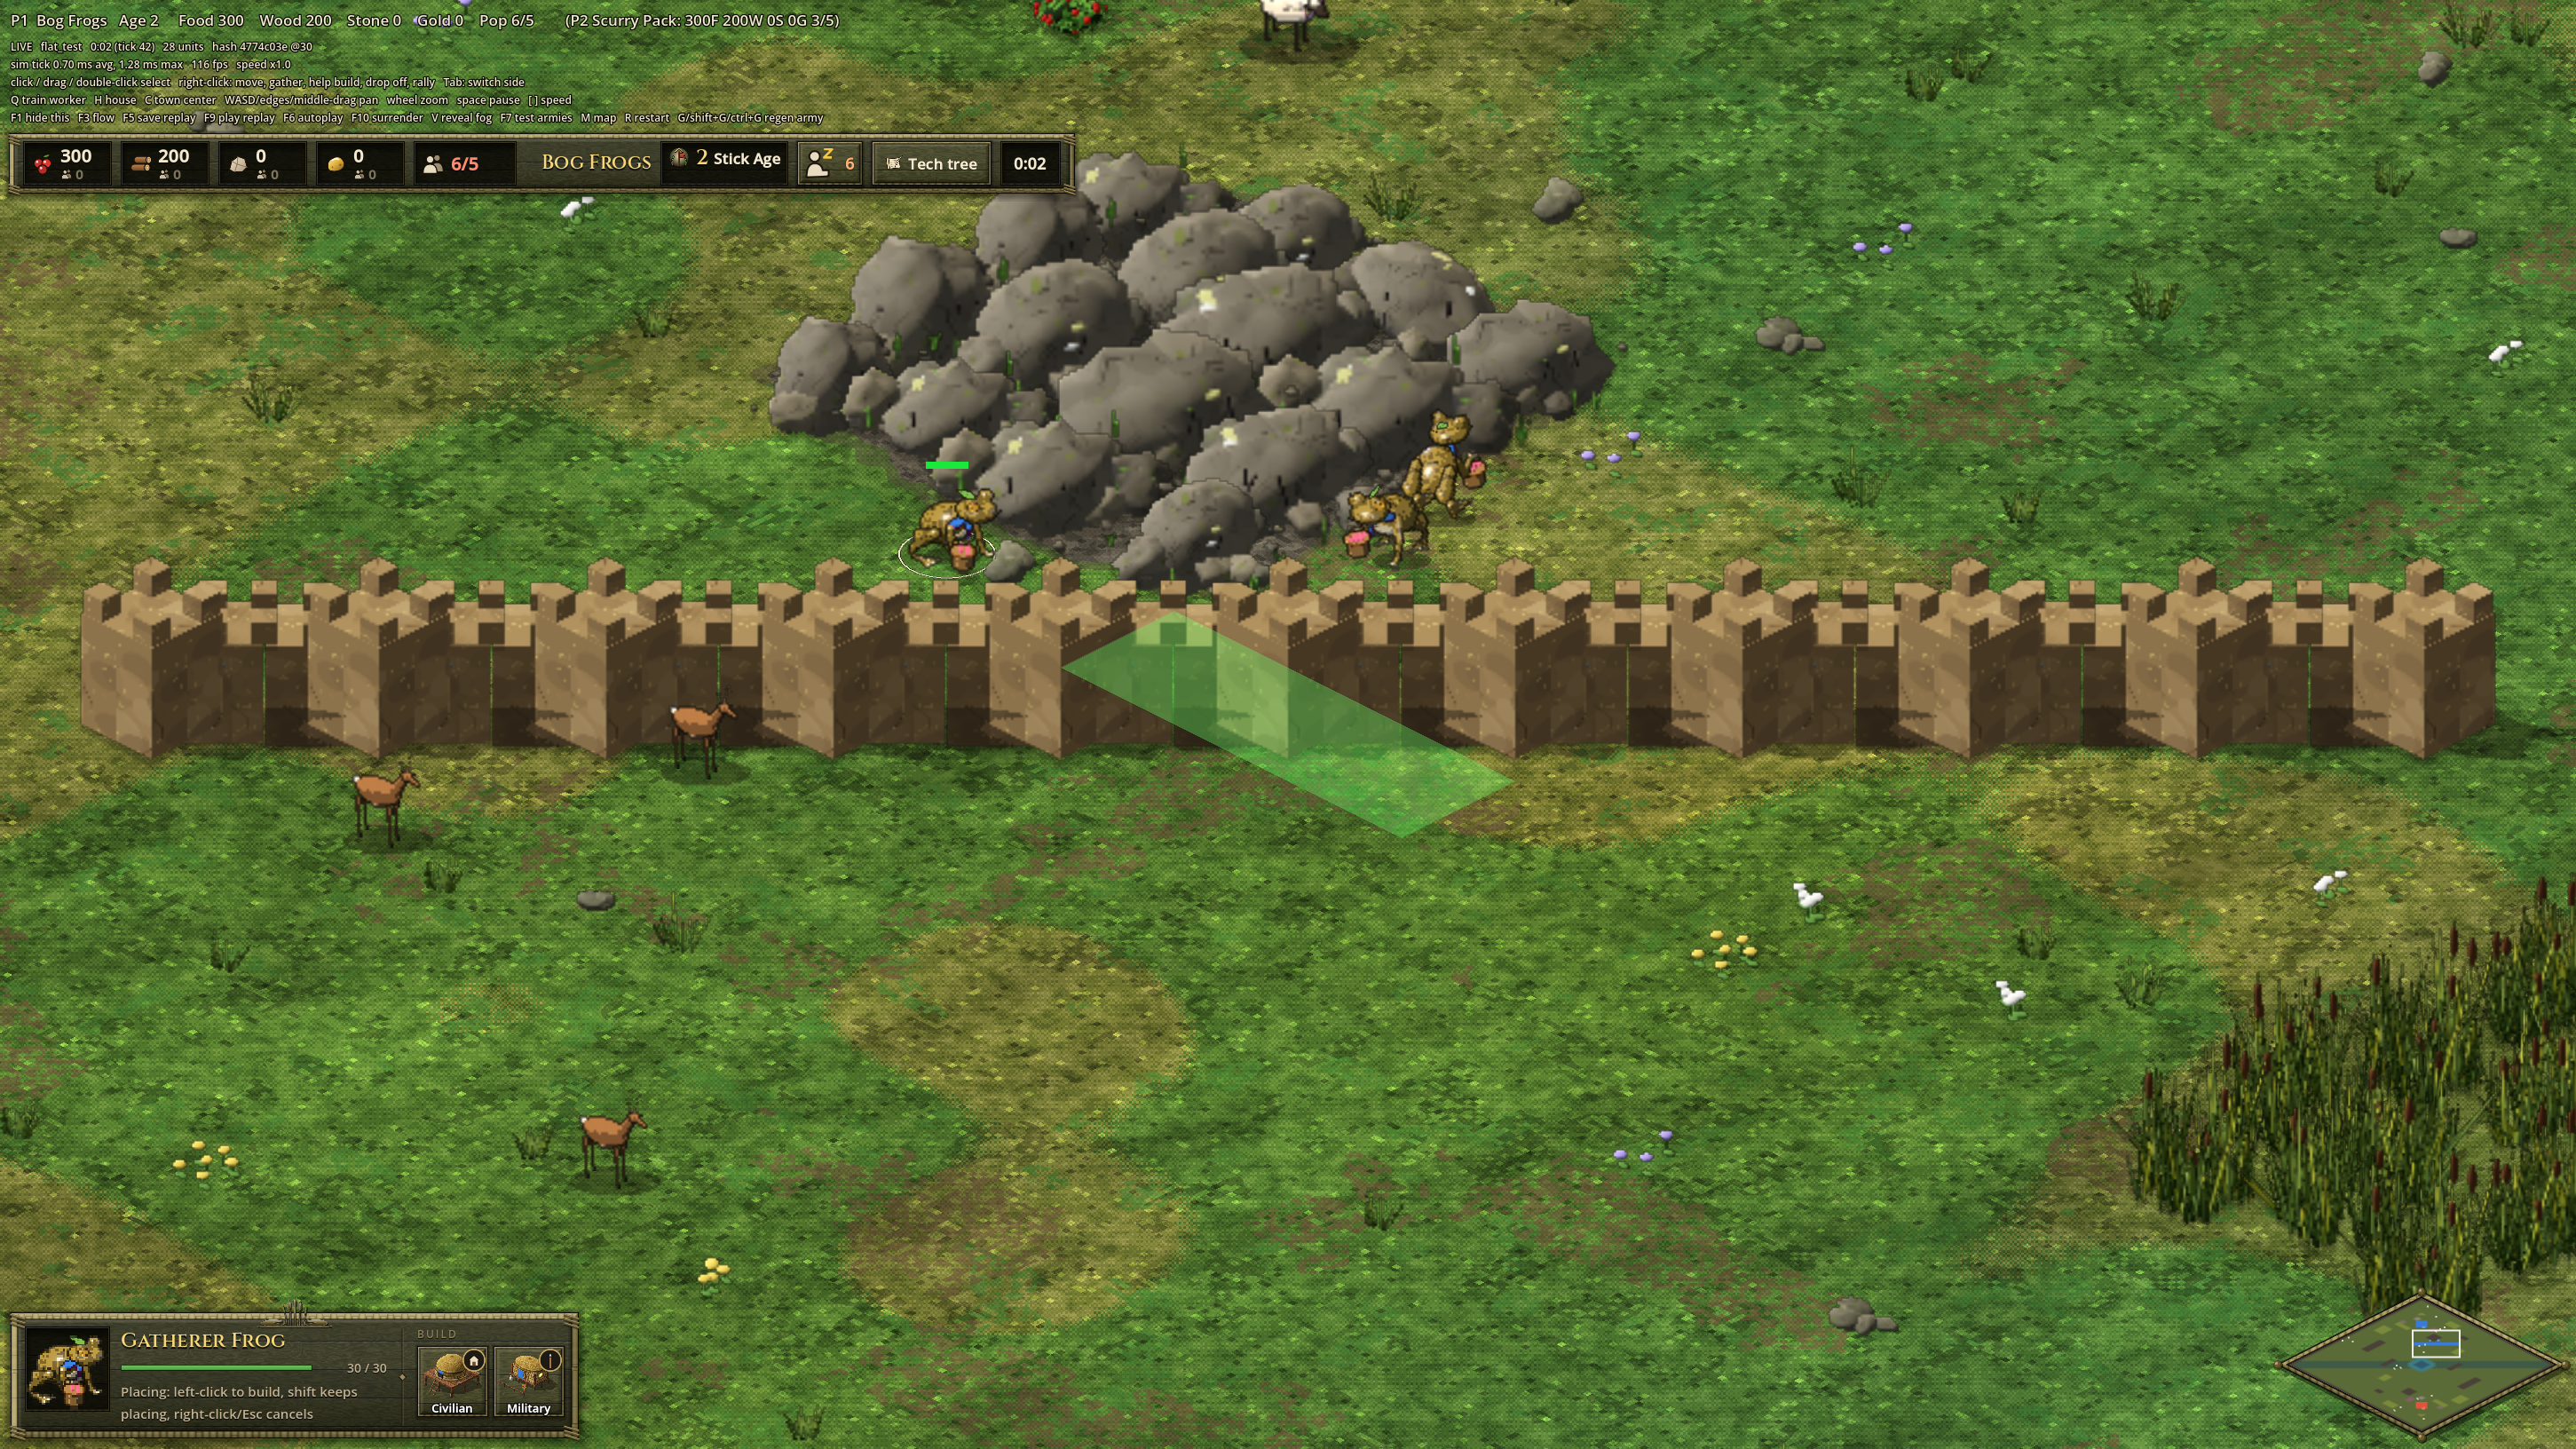 P1 Bog Frogs Age 2 Food 300 Wood 200 Stone 0 Gold 0 Pop 6/5 (P2 Scurry Pack: 300F 200W 0S 0G 3/5)
LIVE flat_test 0:02 (tick 42) 28 units hash 4774c03e @30
sim tick 0.70 ms avg, 1.28 ms max 116 fps speed x1.0
click / drag / double-click select right-click: move, gather, help build, drop off, rally Tab: switch side
Q train worker H house C town center WASD/edges/middle-drag pan wheel zoom space pause [ ] speed
F1 hide this F3 flow F5 save replay F9 play replay F6 autoplay F10 surrender V reveal fog F7 test armies M map R restart G/shift+G/ctrl+G regen army
300 200 0 0 6/5 Bog Frogs 2 Stick Age Z 6 Tech tree 0:02
0 0 0 0
Gatherer Frog
BUILD
30 / 30
Placing: left-click to build, shift keeps
placing, right-click/Esc cancels
Civilian Military